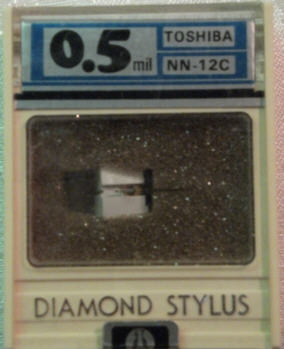 0.5 mil
TOSHIBA
NN-12C
DIAMOND STYLUS